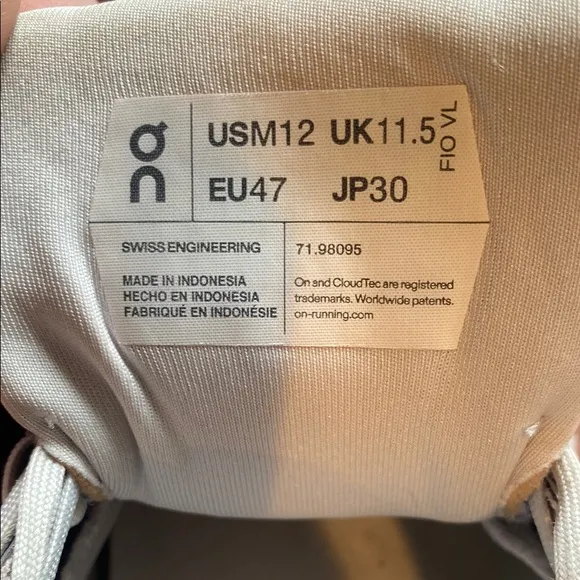 USM12 UK11.5
EU47 JP30
FIO VL
SWISS ENGINEERING
71.98095
MADE IN INDONESIA
HECHO EN INDONESIA
FABRIQUÉ EN INDONÉSIE
On and CloudTec are registered
trademarks. Worldwide patents.
on-running.com